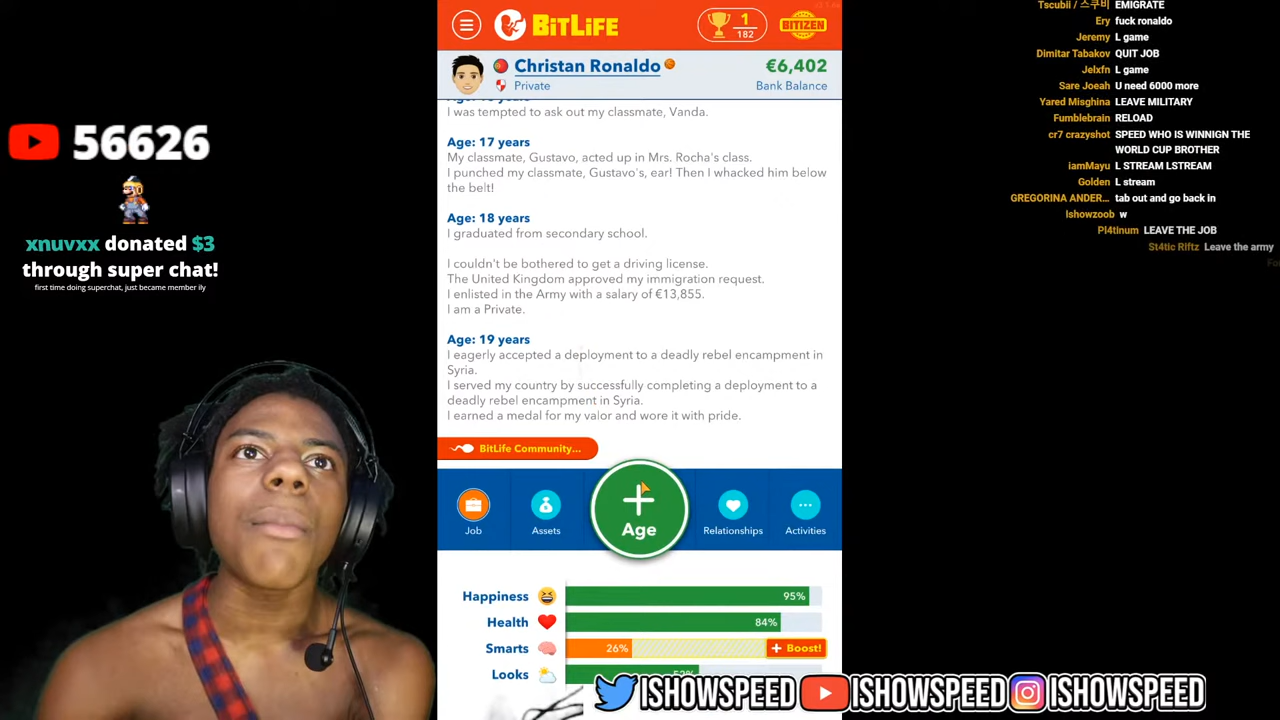 56626
xnuvxx donated $3
through super chat!
first time doing superchat, just became member ily
BitLife
1
182
BITIZEN
Christan Ronaldo
Private
€6,402
Bank Balance
I was tempted to ask out my classmate, Vanda.
Age: 17 years
My classmate, Gustavo, acted up in Mrs. Rocha's class.
I punched my classmate, Gustavo's, ear! Then I whacked him below
the belt!
Age: 18 years
I graduated from secondary school.
I couldn't be bothered to get a driving license.
The United Kingdom approved my immigration request.
I enlisted in the Army with a salary of €13,855.
I am a Private.
Age: 19 years
I eagerly accepted a deployment to a deadly rebel encampment in
Syria.
I served my country by successfully completing a deployment to a
deadly rebel encampment in Syria.
I earned a medal for my valor and wore it with pride.
BitLife Community...
Job
Assets
Age
Relationships
Activities
Happiness 95%
Health 84%
Smarts 26% + Boost!
Looks
Tscubii / 스쿠비 EMIGRATE
Ery fuck ronaldo
Jeremy L game
Dimitar Tabakov QUIT JOB
Jelxfn L game
Sare Joeah U need 6000 more
Yared Misghina LEAVE MILITARY
Fumblebrain RELOAD
cr7 crazyshot SPEED WHO IS WINNIGN THE
WORLD CUP BROTHER
iamMayu L STREAM LSTREAM
Golden L stream
GREGORINA ANDER... tab out and go back in
Ishowzoob w
Pl4tinum LEAVE THE JOB
St4tic Riftz Leave the army
ISHOWSPEED ISHOWSPEED ISHOWSPEED